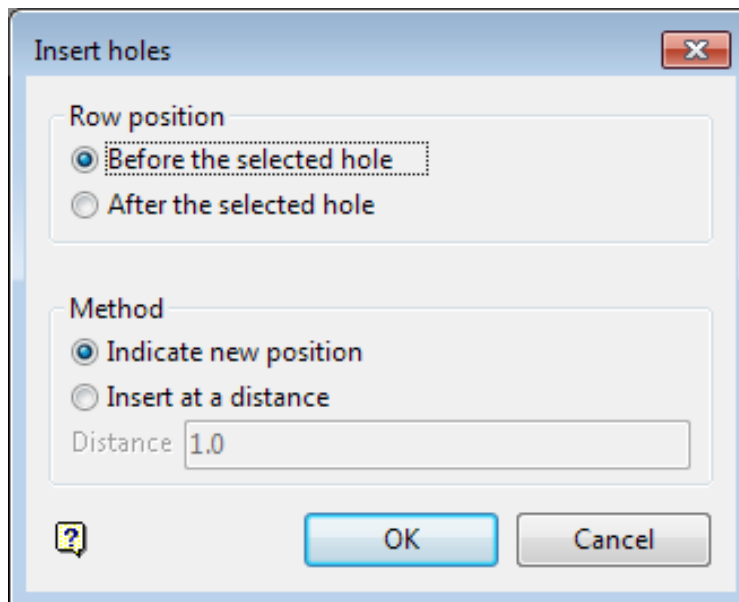 Insert holes
Row position
Before the selected hole
After the selected hole
Method
Indicate new position
Insert at a distance
Distance 1.0
OK Cancel